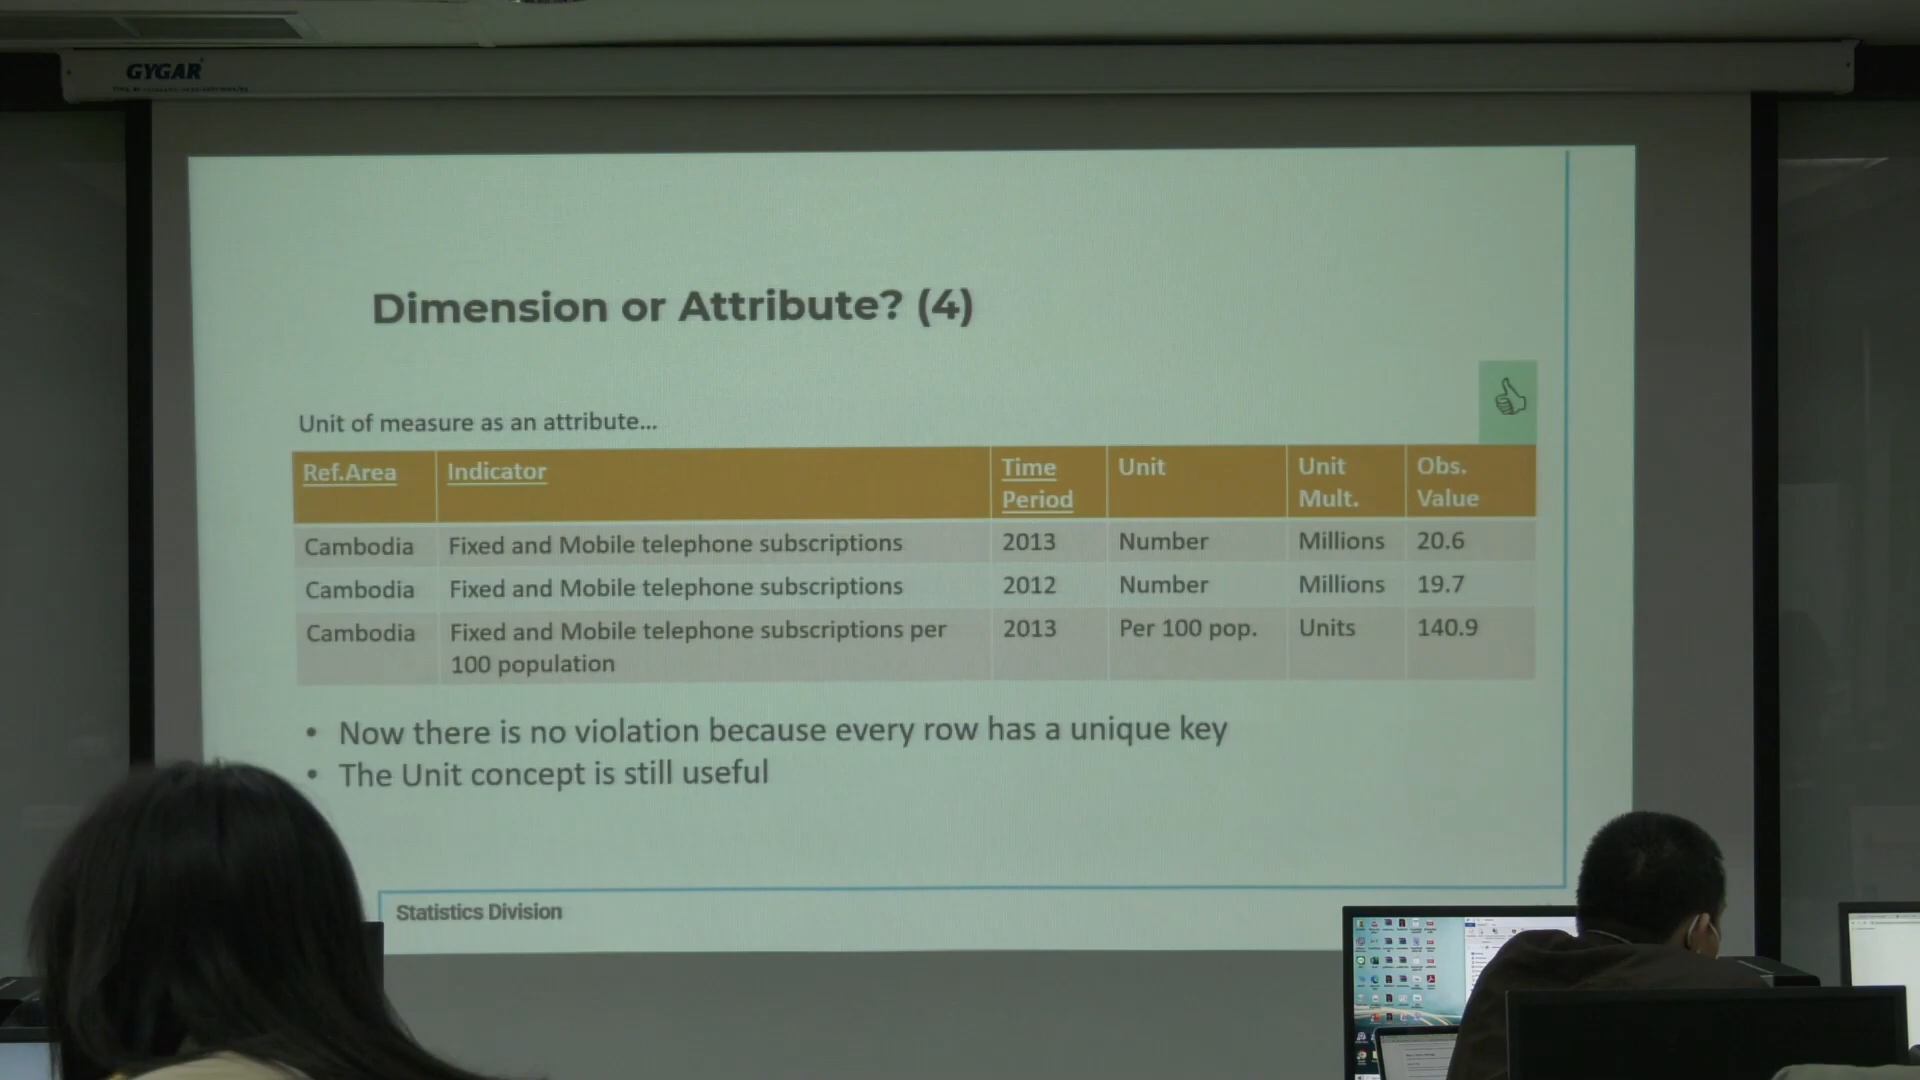 GYGAR
Dimension or Attribute? (4)
Unit of measure as an attribute...
Ref.Area Indicator Time Period Unit Unit Mult. Obs. Value
Cambodia Fixed and Mobile telephone subscriptions 2013 Number Millions 20.6
Cambodia Fixed and Mobile telephone subscriptions 2012 Number Millions 19.7
Cambodia Fixed and Mobile telephone subscriptions per 100 population 2013 Per 100 pop. Units 140.9
• Now there is no violation because every row has a unique key
• The Unit concept is still useful
Statistics Division